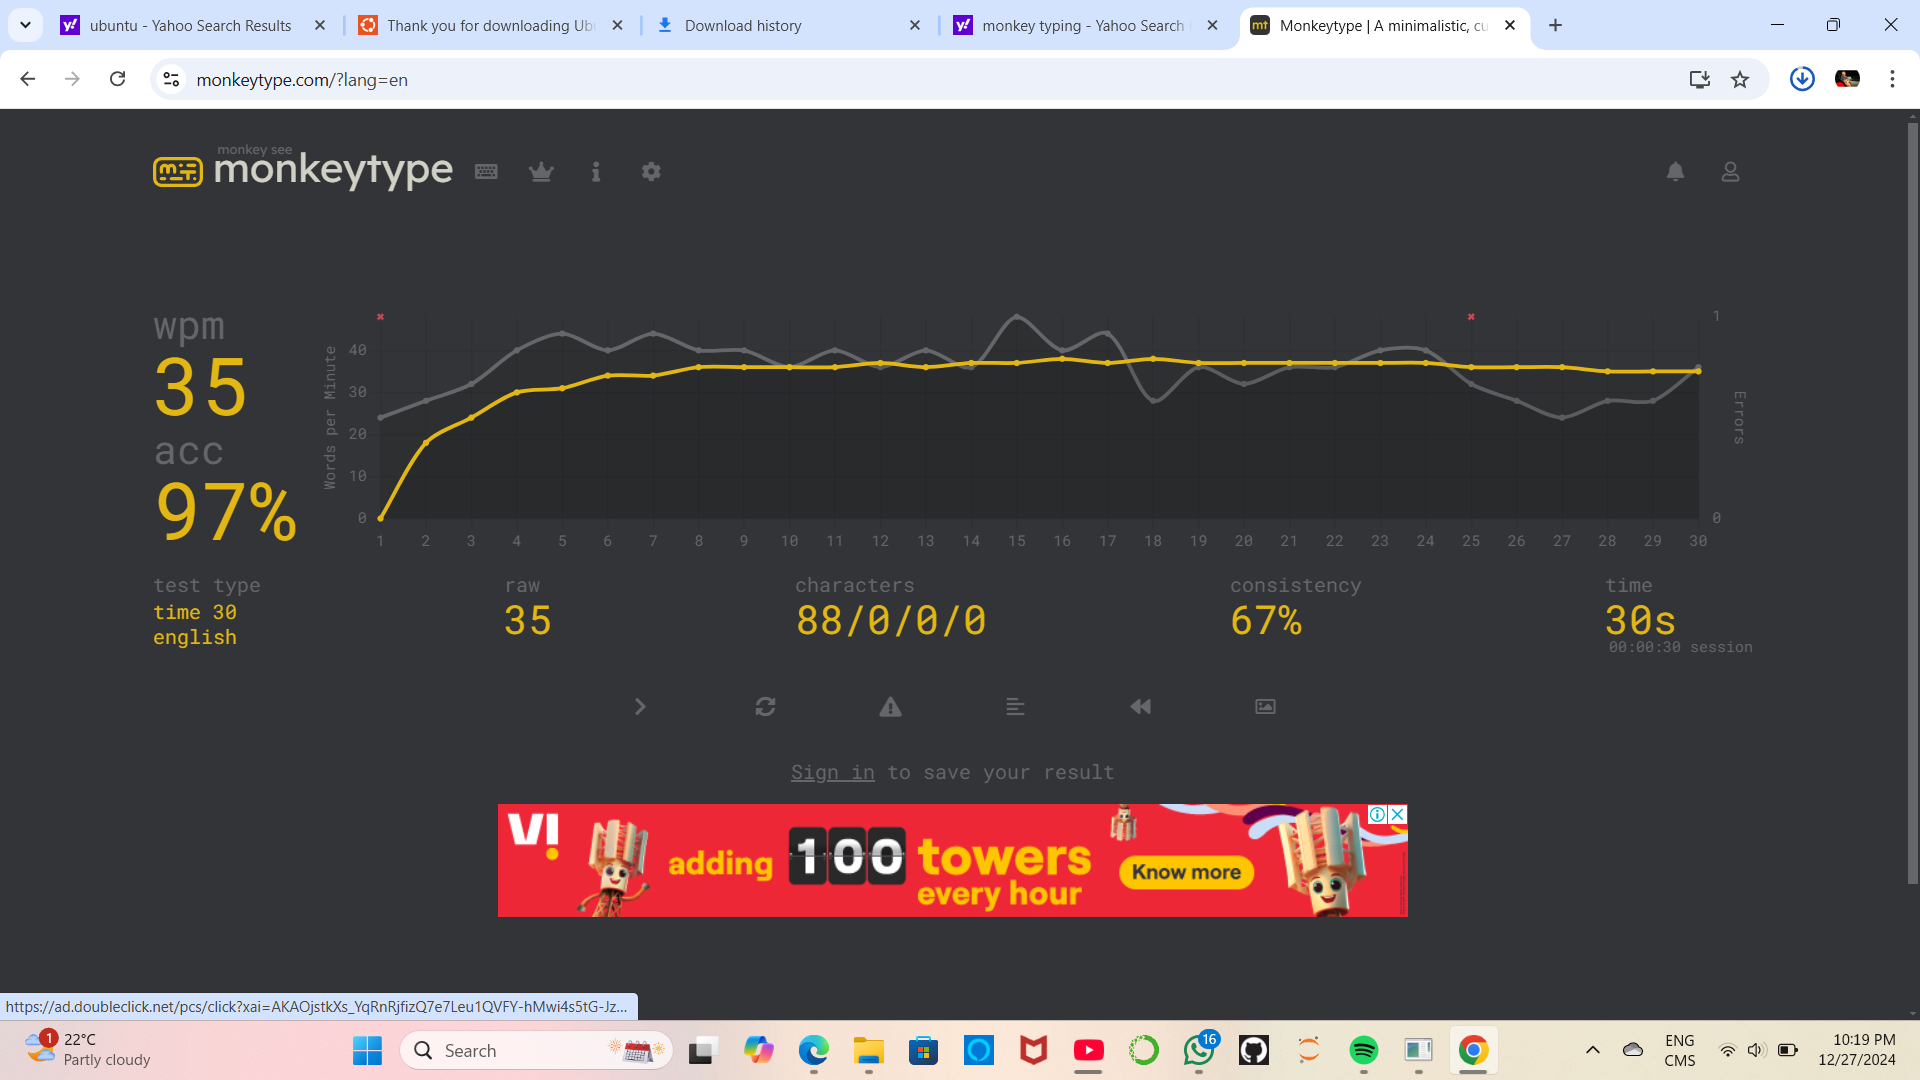 ubuntu - Yahoo Search Results
Thank you for downloading Ub
Download history
monkey typing - Yahoo Search
mt
Monkeytype | A minimalistic, cu
monkeytype.com/?lang=en
monkey see
monkeytype
wpm
35
acc
97%
Words per Minute
40
30
20
10
0
1
Errors
0
1 2 3 4 5 6 7 8 9 10 11 12 13 14 15 16 17 18 19 20 21 22 23 24 25 26 27 28 29 30
test type
time 30
english
raw
35
characters
88/0/0/0
consistency
67%
time
30s
00:00:30 session
Sign in to save your result
VI
adding 100 towers
every hour
Know more
https://ad.doubleclick.net/pcs/click?xai=AKAOjstkXs_YqRnRjfizQ7e7Leu1QVFY-hMwi4s5tG-Jz...
1
22°C
Partly cloudy
Search
16
ENG
CMS
10:19 PM
12/27/2024